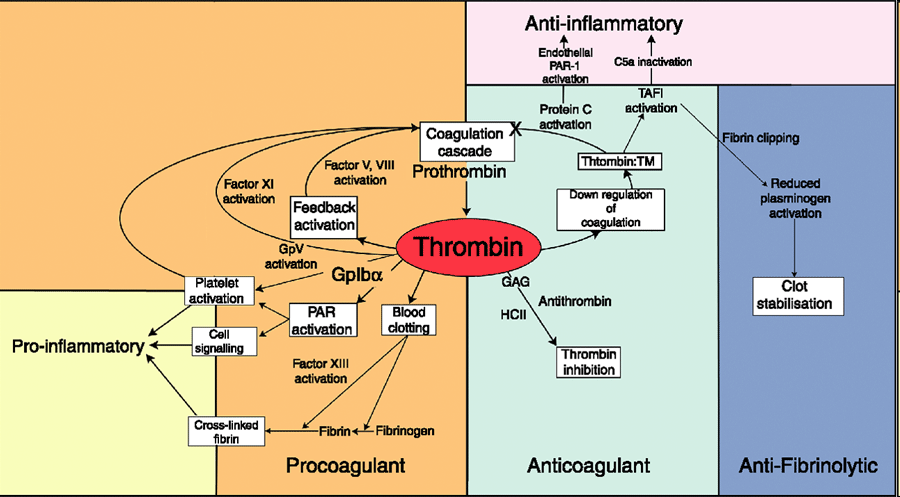 Anti-inflammatory
Endothelial
PAR-1
activation
C5a inactivation
Protein C
activation
TAFI
activation
Coagulation
cascade
X
Prothrombin
Factor V, VIII
activation
Factor XI
activation
Feedback
activation
Thtombin:TM
Down regulation
of
coagulation
Fibrin clipping
Reduced
plasminogen
activation
Thrombin
GpV
activation
GpIbα
Platelet
activation
PAR
activation
Blood
clotting
GAG
HCII
Antithrombin
Clot
stabilisation
Pro-inflammatory
Cell
signalling
Thrombin
inhibition
Factor XIII
activation
Cross-linked
fibrin
Fibrin
Fibrinogen
Procoagulant
Anticoagulant
Anti-Fibrinolytic